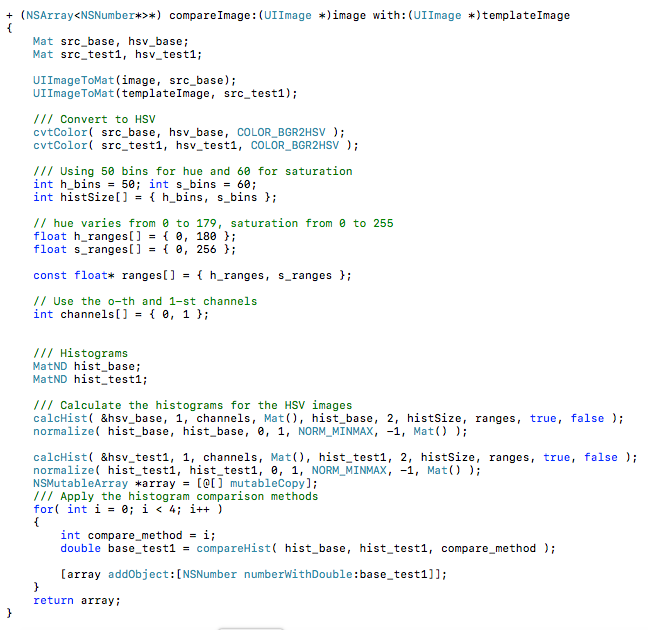 + (NSArray<NSNumber*>*) compareImage:(UIImage *)image with:(UIImage *)templateImage
{
    Mat src_base, hsv_base;
    Mat src_test1, hsv_test1;

    UIImageToMat(image, src_base);
    UIImageToMat(templateImage, src_test1);

    /// Convert to HSV
    cvtColor( src_base, hsv_base, COLOR_BGR2HSV );
    cvtColor( src_test1, hsv_test1, COLOR_BGR2HSV );

    /// Using 50 bins for hue and 60 for saturation
    int h_bins = 50; int s_bins = 60;
    int histSize[] = { h_bins, s_bins };

    // hue varies from 0 to 179, saturation from 0 to 255
    float h_ranges[] = { 0, 180 };
    float s_ranges[] = { 0, 256 };

    const float* ranges[] = { h_ranges, s_ranges };

    // Use the o-th and 1-st channels
    int channels[] = { 0, 1 };


    /// Histograms
    MatND hist_base;
    MatND hist_test1;

    /// Calculate the histograms for the HSV images
    calcHist( &hsv_base, 1, channels, Mat(), hist_base, 2, histSize, ranges, true, false );
    normalize( hist_base, hist_base, 0, 1, NORM_MINMAX, -1, Mat() );

    calcHist( &hsv_test1, 1, channels, Mat(), hist_test1, 2, histSize, ranges, true, false );
    normalize( hist_test1, hist_test1, 0, 1, NORM_MINMAX, -1, Mat() );
    NSMutableArray *array = [@[] mutableCopy];
    /// Apply the histogram comparison methods
    for( int i = 0; i < 4; i++ )
    {
        int compare_method = i;
        double base_test1 = compareHist( hist_base, hist_test1, compare_method );

        [array addObject:[NSNumber numberWithDouble:base_test1]];
    }
    return array;
}